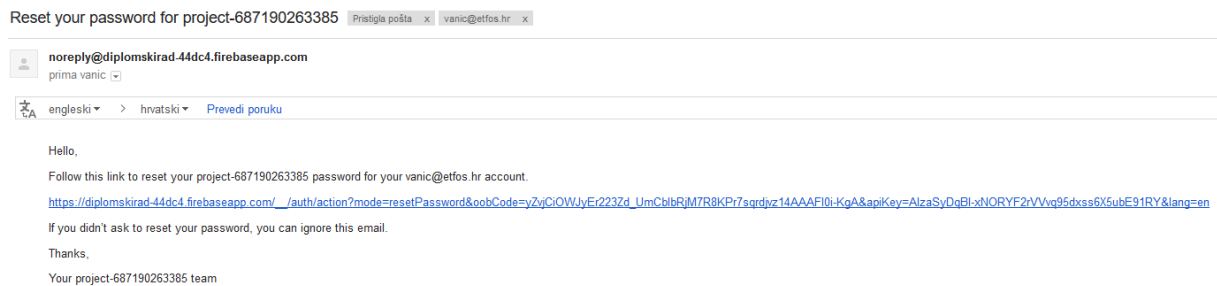 Reset your password for project-687190263385 Pristigla pošta x vanic@etfos.hr x
noreply@diplomskirad-44dc4.firebaseapp.com
prima vanic
engleski > hrvatski Prevedi poruku
Hello,
Follow this link to reset your project-687190263385 password for your vanic@etfos.hr account.
https://diplomskirad-44dc4.firebaseapp.com/__/auth/action?mode=resetPassword&oobCode=yZvjCiOWJyEr223Zd_UmCblbRjM7R8KPr7sqrdjvz14AAAFI0i-KgA&apiKey=AIzaSyDqBl-xNORYF2rVVvq95dxss6X5ubE91RY&lang=en
If you didn't ask to reset your password, you can ignore this email.
Thanks,
Your project-687190263385 team